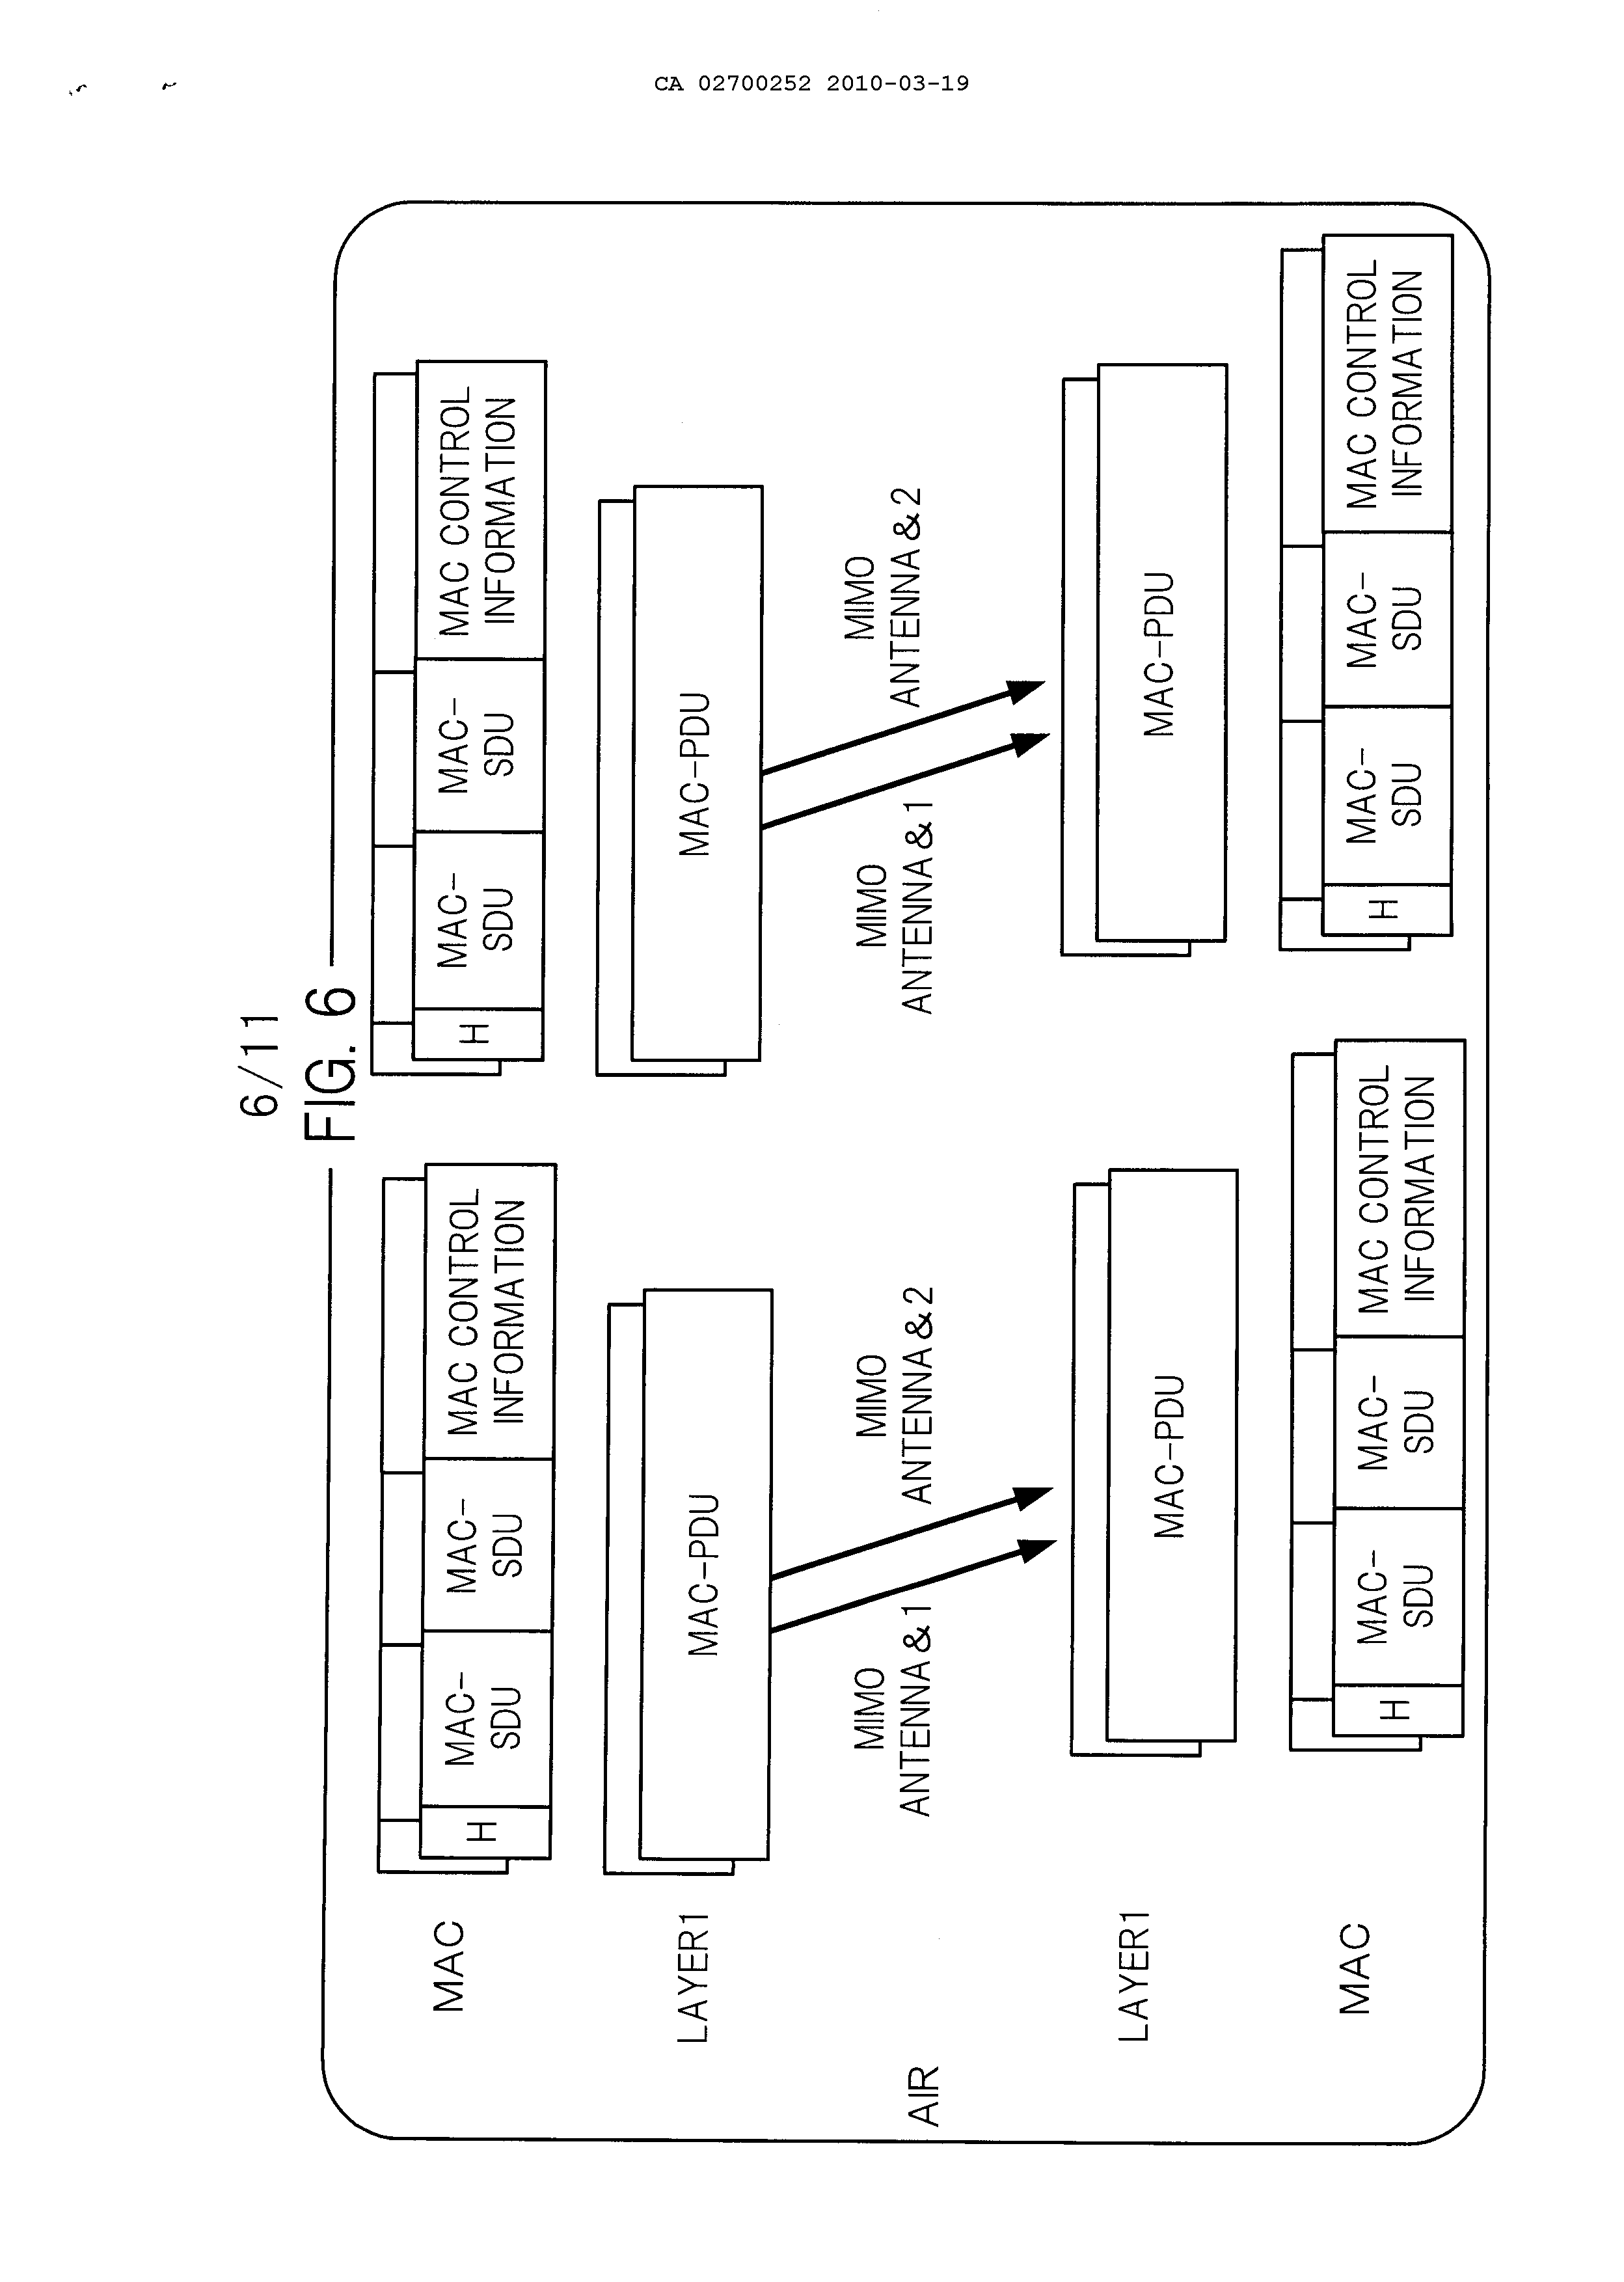 CA 02700252 2010-03-19
6/11
FIG. 6
MAC
H
MAC-
SDU
MAC-
SDU
MAC CONTROL
INFORMATION
H
MAC-
SDU
MAC-
SDU
MAC CONTROL
INFORMATION
LAYER1
MAC-PDU
MAC-PDU
AIR
MIMO
ANTENNA&1
MIMO
ANTENNA&2
MIMO
ANTENNA&1
MIMO
ANTENNA&2
LAYER1
MAC-PDU
MAC-PDU
MAC
H
MAC-
SDU
MAC-
SDU
MAC CONTROL
INFORMATION
H
MAC-
SDU
MAC-
SDU
MAC CONTROL
INFORMATION